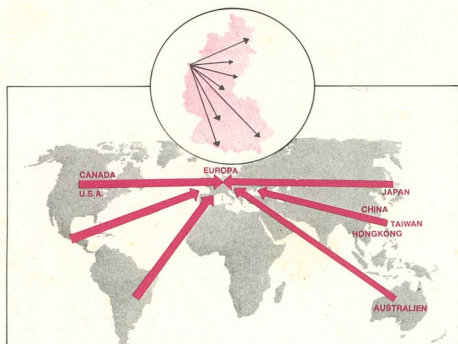 EUROPA
CANADA
U.S.A.
JAPAN
CHINA
TAIWAN
HONGKONG
AUSTRALIEN